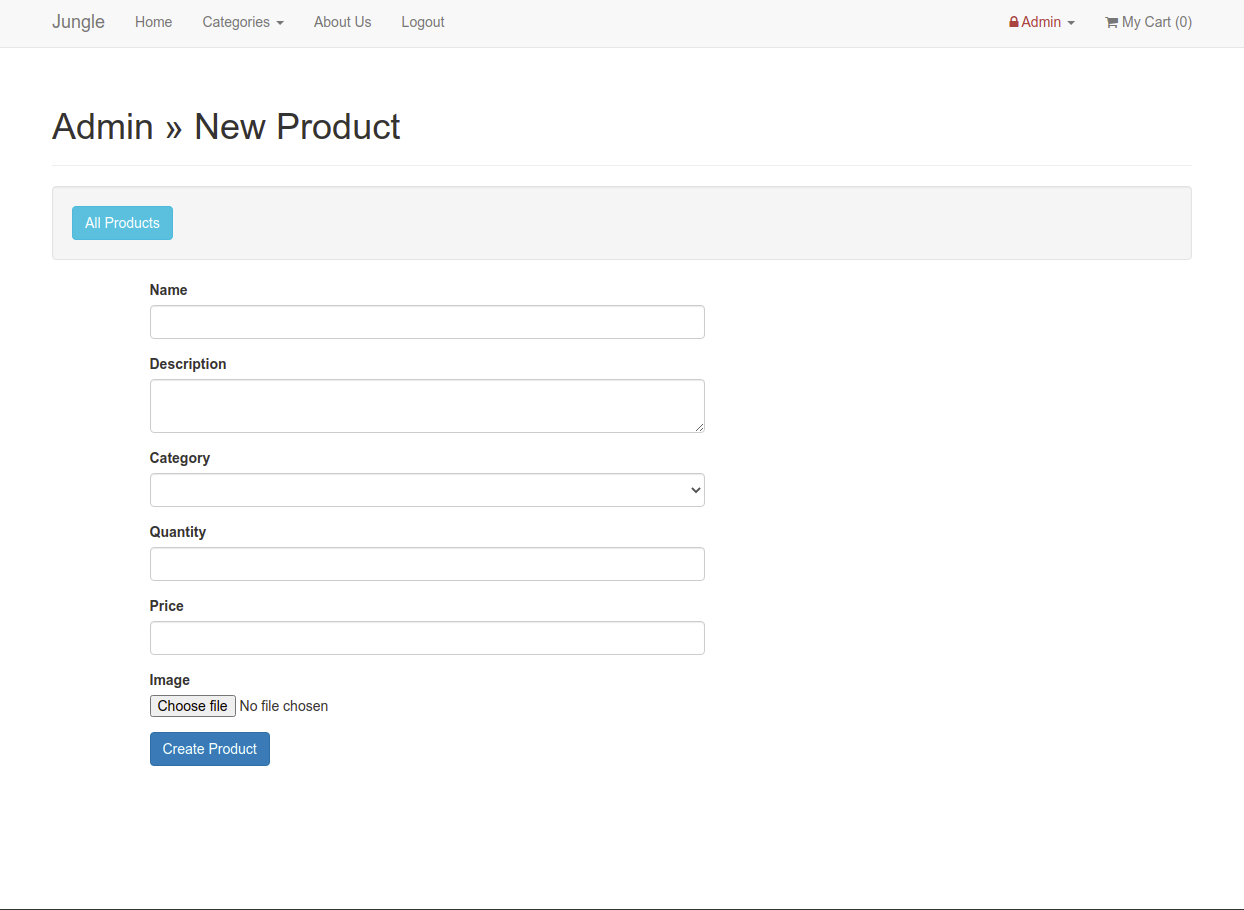 Jungle Home Categories About Us Logout Admin My Cart (0)
Admin » New Product
All Products
Name
Description
Category
Quantity
Price
Image
Choose file No file chosen
Create Product